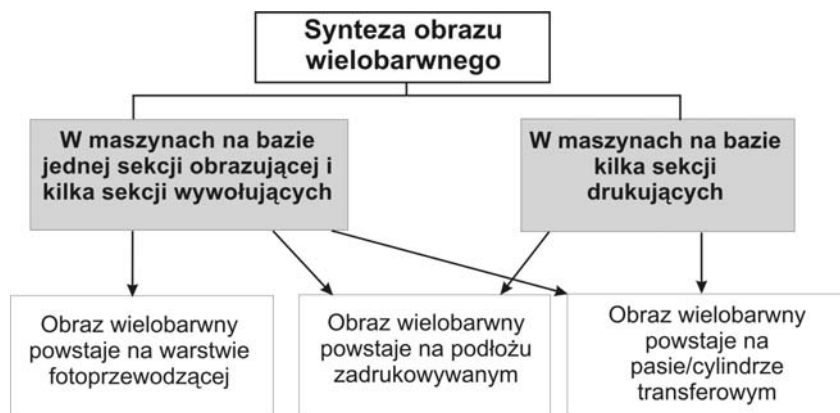 Synteza obrazu
wielobarwnego
W maszynach na bazie
jednej sekcji obrazującej i
kilka sekcji wywołujących
W maszynach na bazie
kilka sekcji
drukujących
Obraz wielobarwny
powstaje na warstwie
fotoprzewodzącej
Obraz wielobarwny
powstaje na podłożu
zadrukowywanym
Obraz wielobarwny
powstaje na
pasie/cylindrze
transferowym